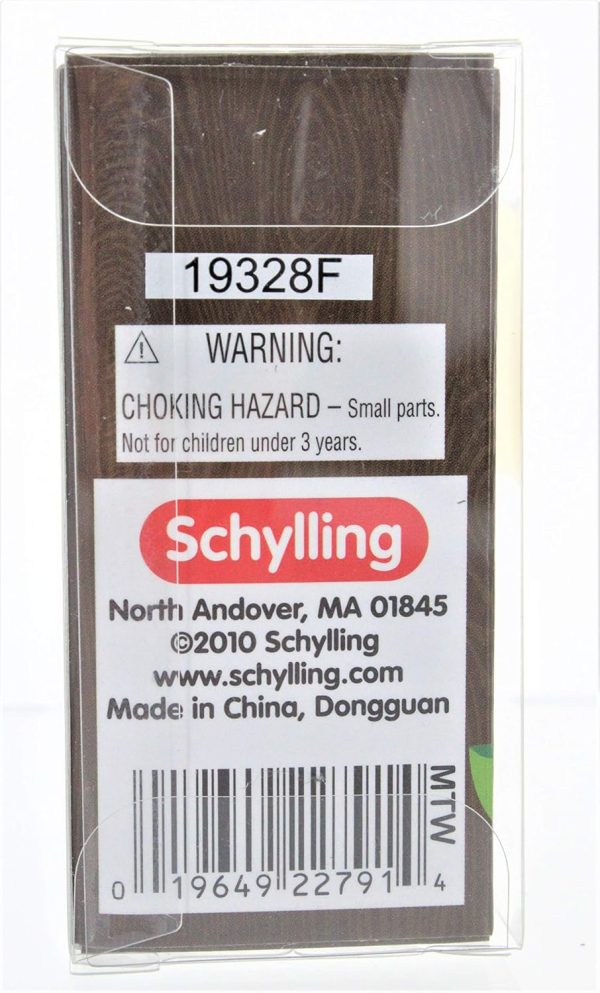 19328F
WARNING:
CHOKING HAZARD – Small parts.
Not for children under 3 years.
Schylling
North Andover, MA 01845
©2010 Schylling
www.schylling.com
Made in China, Dongguan
MTW
0 19649 22791 4